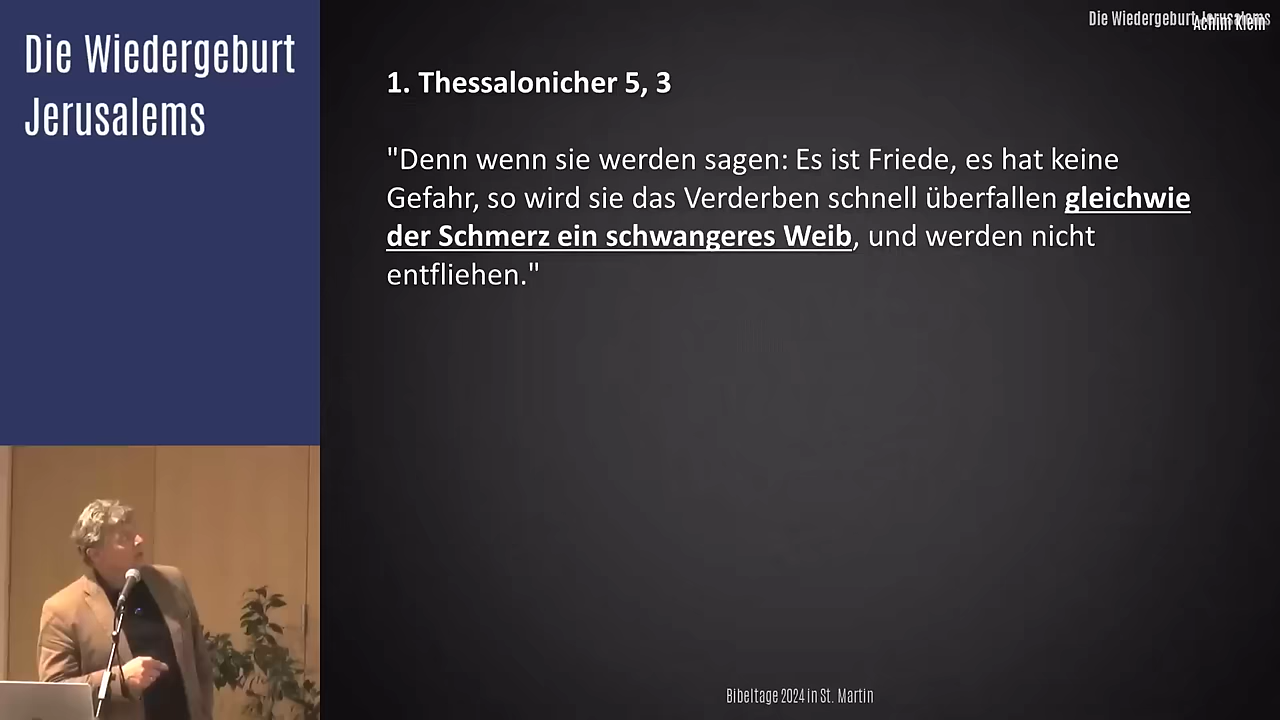 Die Wiedergeburt
Jerusalems
Die Wiedergeburt Jerusalems
Achim Klein
1. Thessalonicher 5, 3
"Denn wenn sie werden sagen: Es ist Friede, es hat keine
Gefahr, so wird sie das Verderben schnell überfallen gleichwie
der Schmerz ein schwangeres Weib, und werden nicht
entfliehen."
Bibeltage 2024 in St. Martin